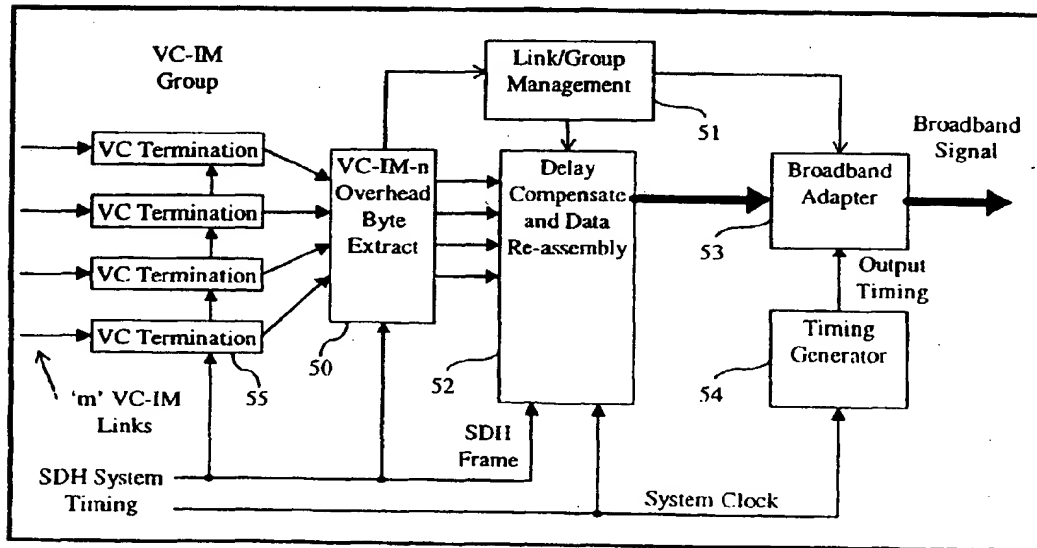 VC-IM
Group
Link/Group
Management
51
Broadband
Signal
VC Termination
VC Termination
VC Termination
VC Termination
55
VC-IM-n
Overhead
Byte
Extract
50
Delay
Compensate
and Data
Re-assembly
52
Broadband
Adapter
53
Output
Timing
Timing
Generator
54
'm' VC-IM
Links
SDH
Frame
SDH System
Timing
System Clock